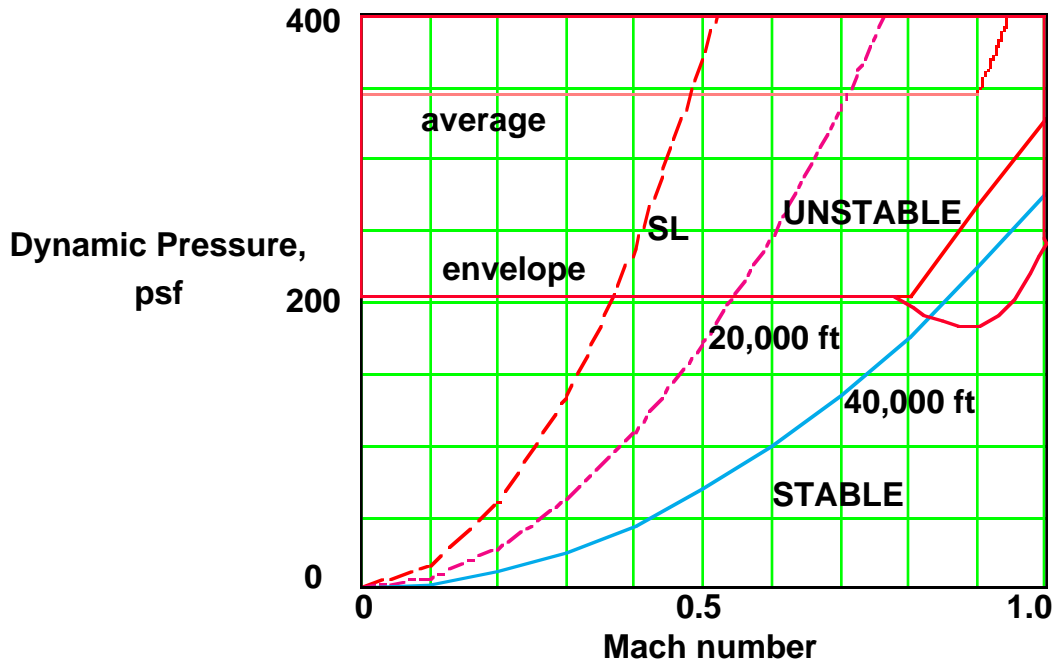 400
average
UNSTABLE
SL
Dynamic Pressure,
psf
envelope
200
20,000 ft
40,000 ft
STABLE
0
0
0.5
1.0
Mach number